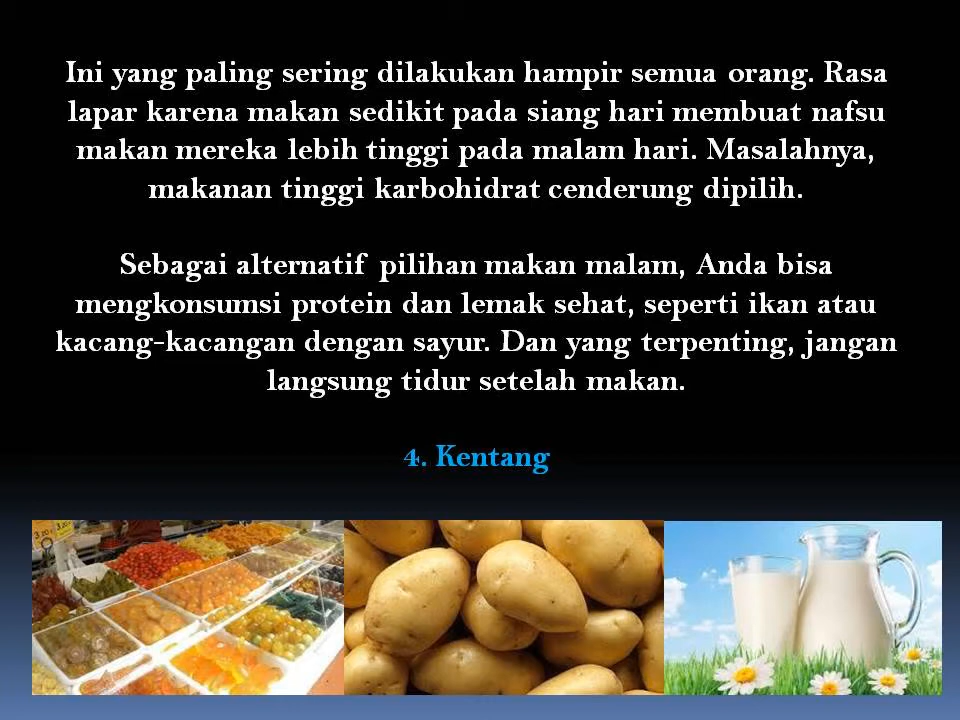 Ini yang paling sering dilakukan hampir semua orang. Rasa
lapar karena makan sedikit pada siang hari membuat nafsu
makan mereka lebih tinggi pada malam hari. Masalahnya,
makanan tinggi karbohidrat cenderung dipilih.
Sebagai alternatif pilihan makan malam, Anda bisa
mengkonsumsi protein dan lemak sehat, seperti ikan atau
kacang-kacangan dengan sayur. Dan yang terpenting, jangan
langsung tidur setelah makan.
4. Kentang